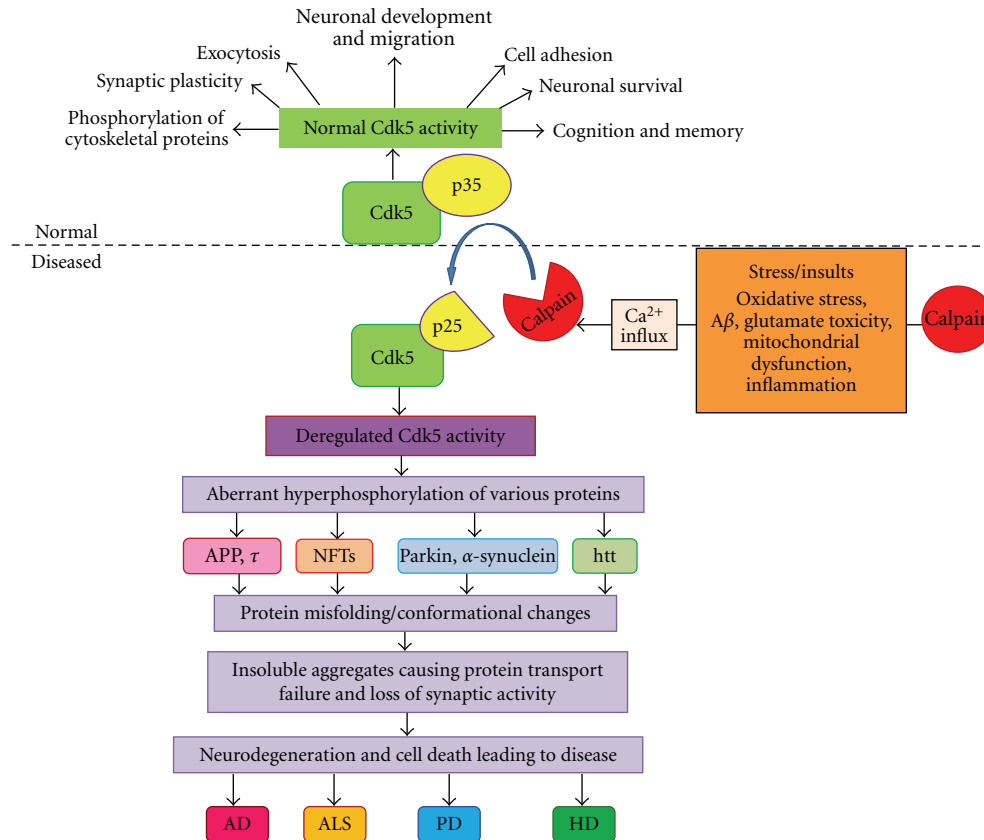 Neuronal development
and migration
Exocytosis
Cell adhesion
Synaptic plasticity
Neuronal survival
Phosphorylation of
cytoskeletal proteins
Normal Cdk5 activity
Cognition and memory
p35
Cdk5
Normal
Diseased
p25
Cdk5
Calpain
Ca2+
influx
Stress/insults
Oxidative stress,
Aβ, glutamate toxicity,
mitochondrial
dysfunction,
inflammation
Calpain
Deregulated Cdk5 activity
Aberrant hyperphosphorylation of various proteins
APP, τ
NFTs
Parkin, α-synuclein
htt
Protein misfolding/conformational changes
Insoluble aggregates causing protein transport
failure and loss of synaptic activity
Neurodegeneration and cell death leading to disease
AD
ALS
PD
HD